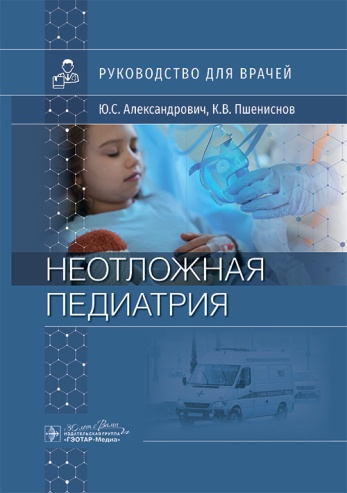 РУКОВОДСТВО ДЛЯ ВРАЧЕЙ
Ю.С. Александрович, К.В. Пшениснов
НЕОТЛОЖНАЯ
ПЕДИАТРИЯ
ИЗДАТЕЛЬСКАЯ ГРУППА
«ГЭОТАР-Медиа»